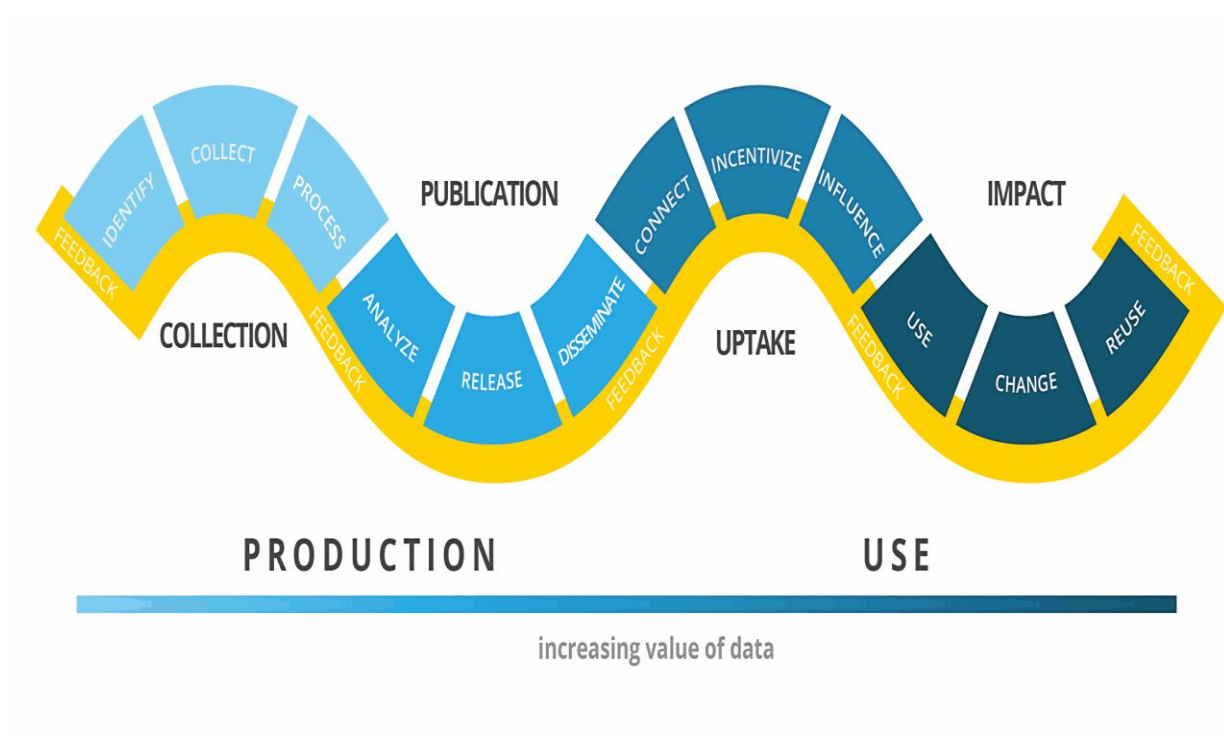 FEEDBACK
IDENTIFY
COLLECT
PROCESS
COLLECTION
FEEDBACK
ANALYZE
RELEASE
DISSEMINATE
PUBLICATION
FEEDBACK
CONNECT
INCENTIVIZE
INFLUENCE
UPTAKE
FEEDBACK
USE
CHANGE
REUSE
IMPACT
FEEDBACK
PRODUCTION
USE
increasing value of data